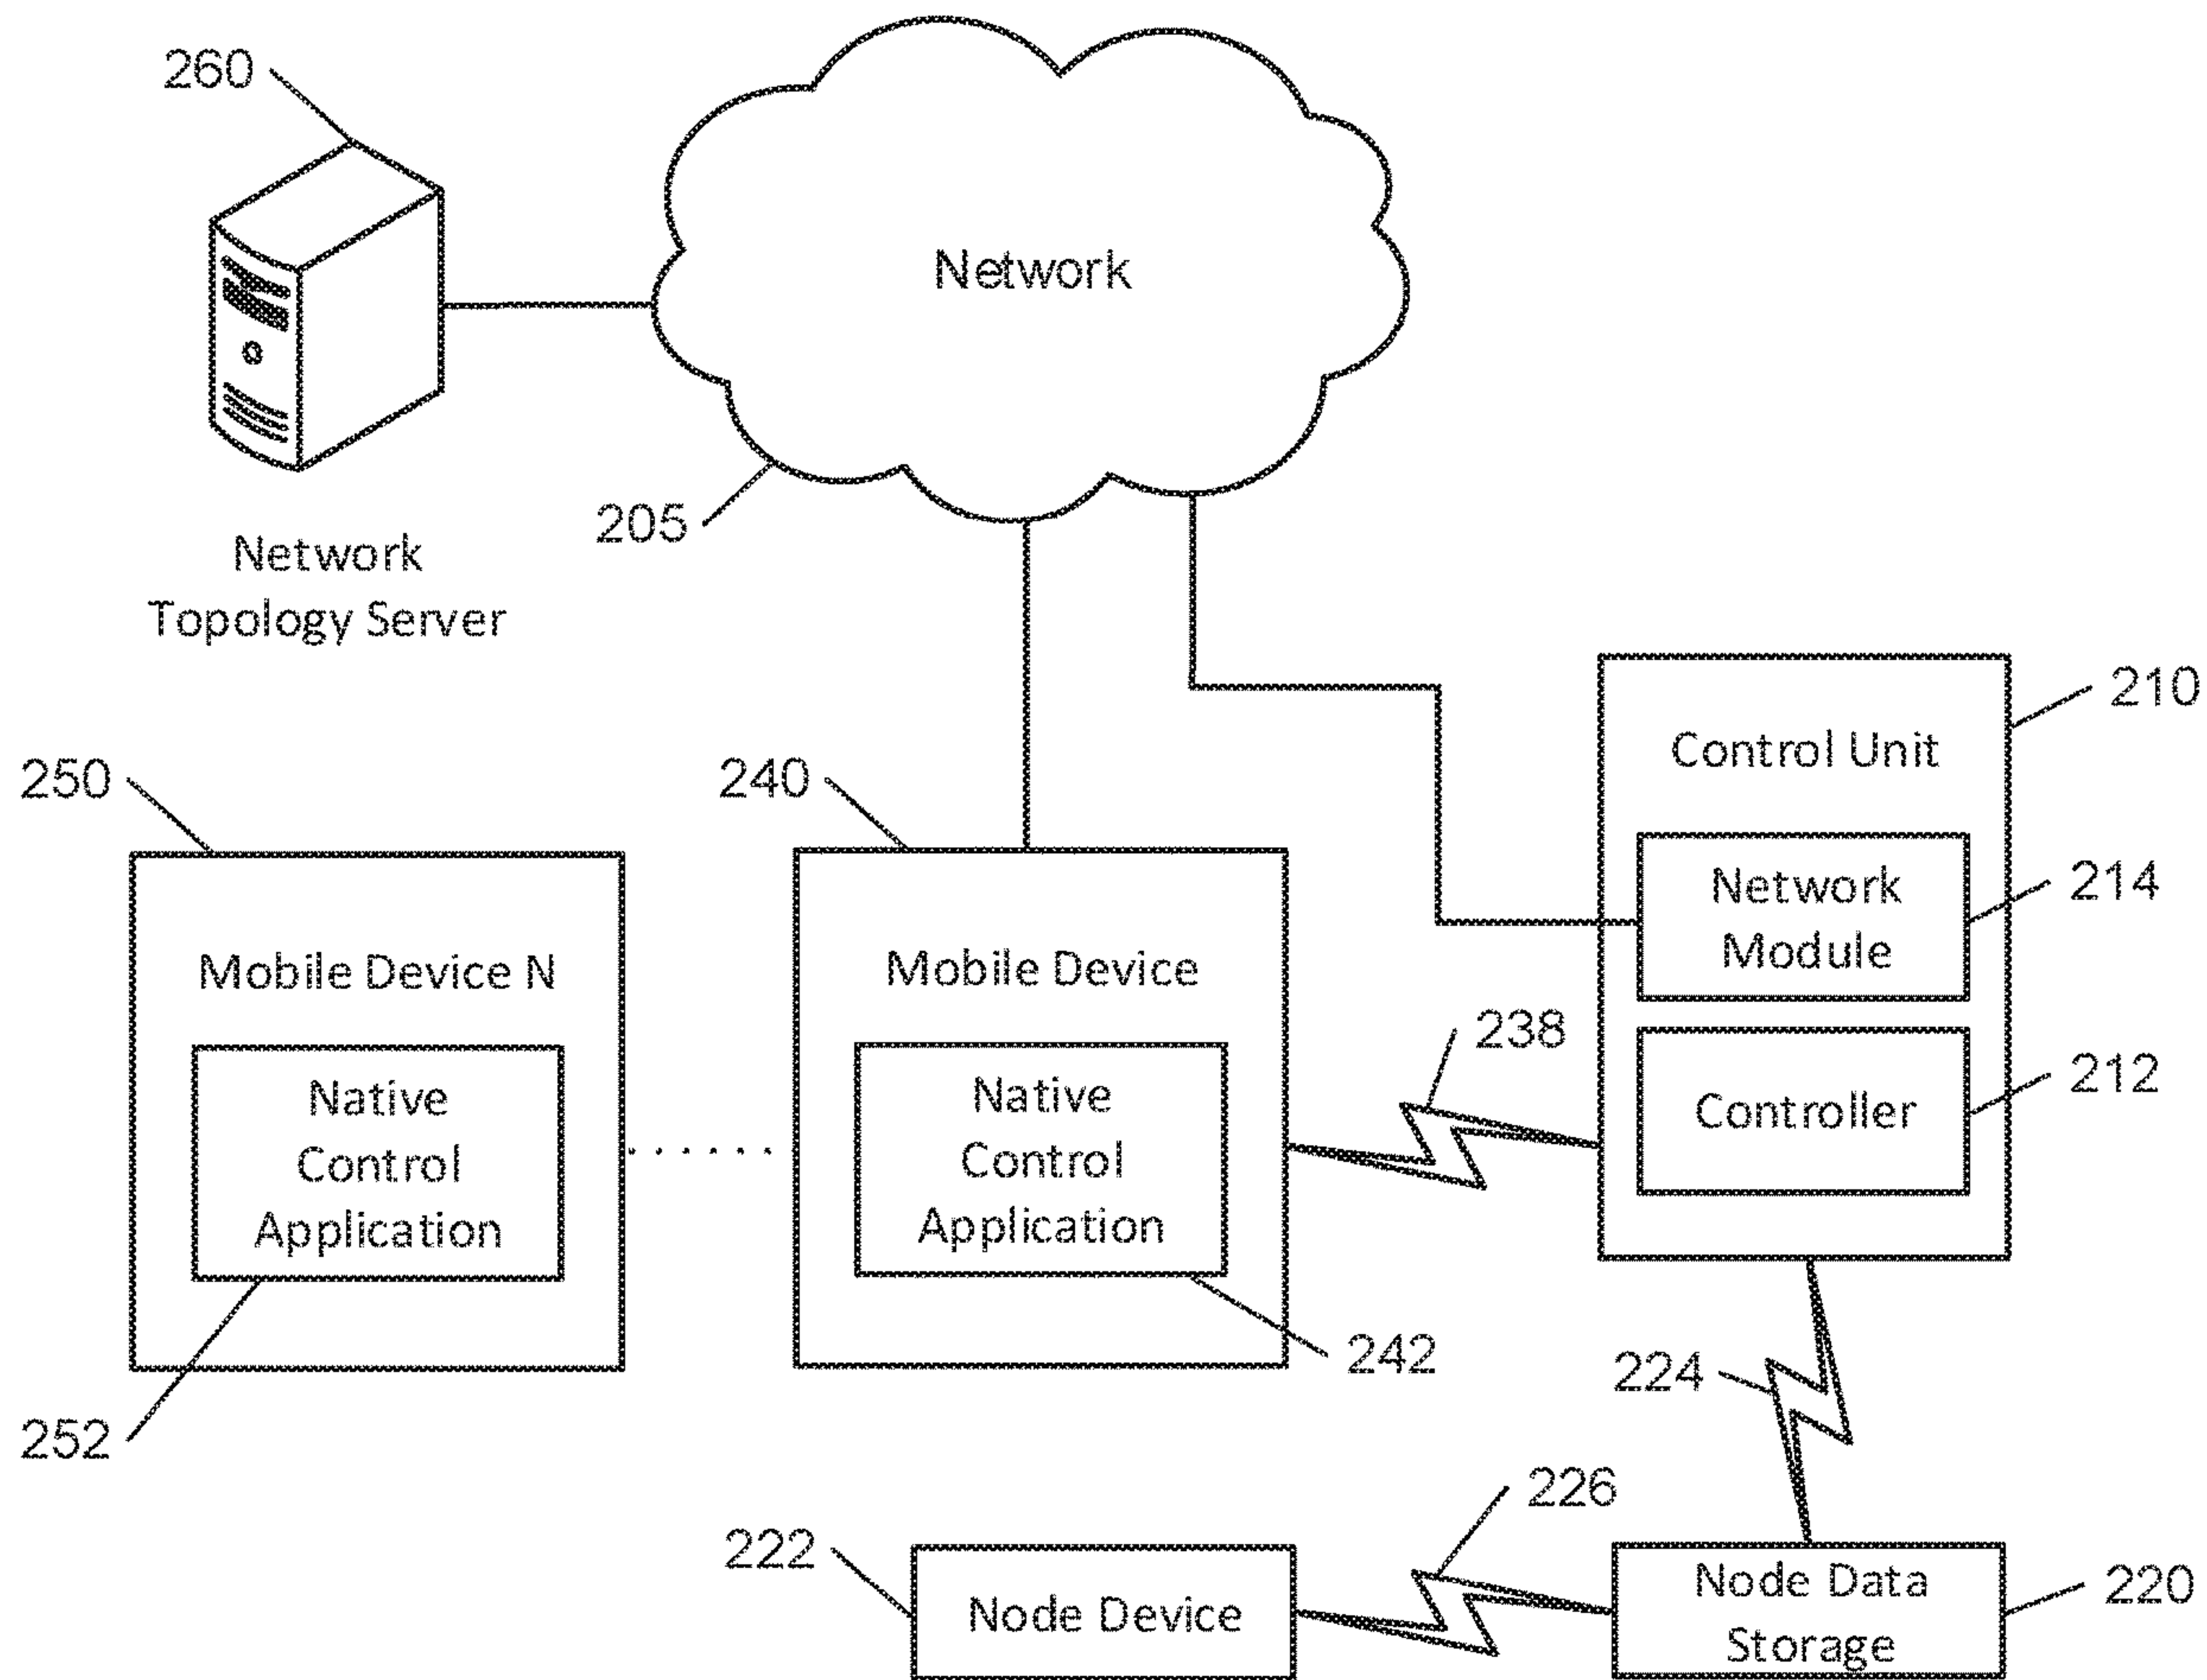 260
Network
205
Network
Topology Server
210
Control Unit
250
240
Network
Module
214
Mobile Device N
Mobile Device
238
Native
Control
Application
Native
Control
Application
Controller
212
242
224
252
226
222
Node Device
Node Data
Storage
220